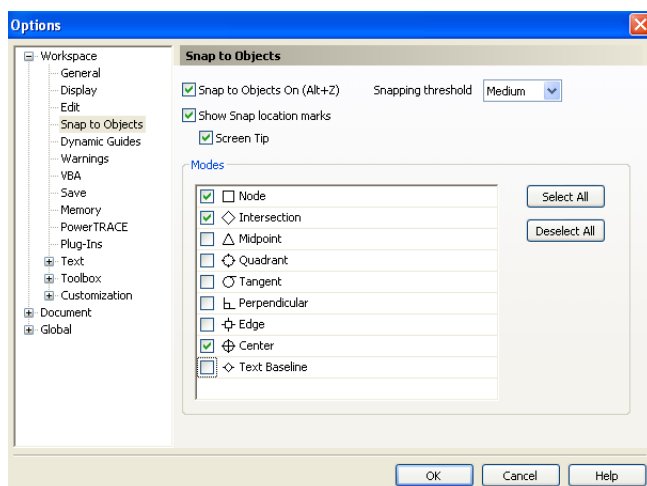 Options
Workspace
General
Display
Edit
Snap to Objects
Dynamic Guides
Warnings
VBA
Save
Memory
PowerTRACE
Plug-Ins
Text
Toolbox
Customization
Document
Global
Snap to Objects
Snap to Objects On (Alt+Z) Snapping threshold Medium
Show Snap location marks
Screen Tip
Modes
Node
Intersection
Midpoint
Quadrant
Tangent
Perpendicular
Edge
Center
Text Baseline
Select All
Deselect All
OK Cancel Help